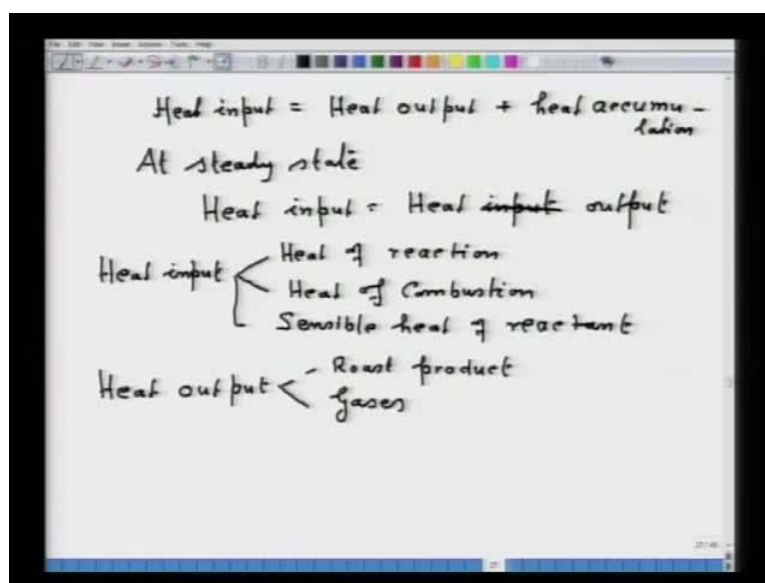 Heat input = Heat output + heat accumu-
lation
At steady state
Heat input = Heat input output
Heat input
Heat of reaction
Heat of Combustion
Sensible heat of reactant
Heat output
Roast product
Gases